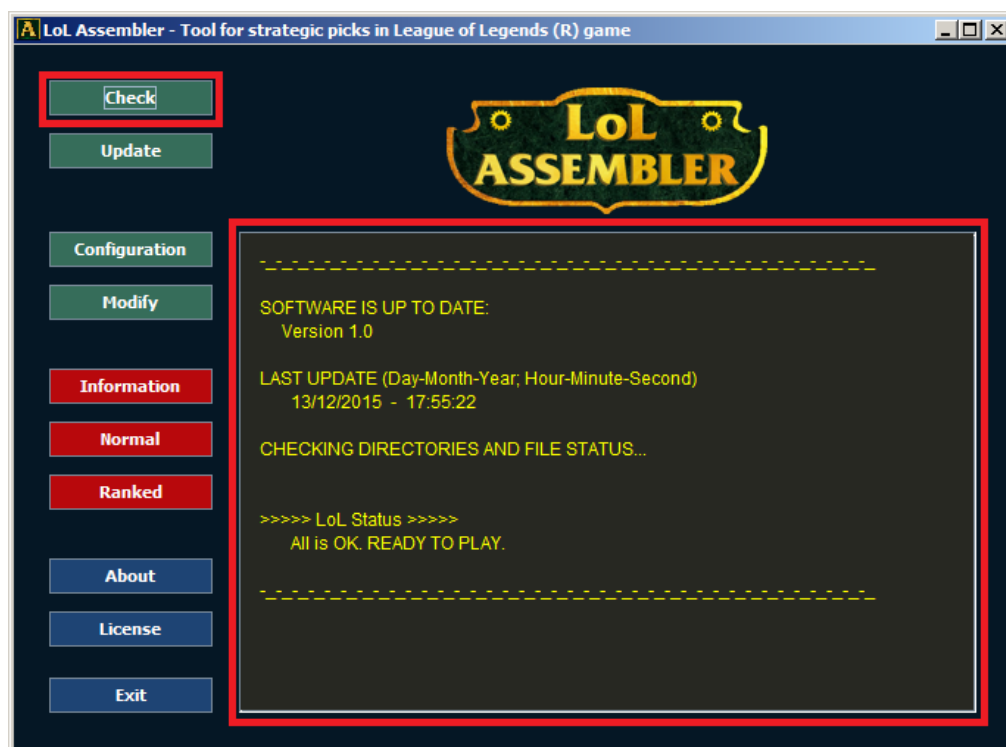 LoL Assembler - Tool for strategic picks in League of Legends (R) game
Check
Update
Configuration
Modify
Information
Normal
Ranked
About
License
Exit
LoL
ASSEMBLER
-_-_-_-_-_-_-_-_-_-_-_-_-_-_-_-_-_-_-_-_-_-_-_-_-_-_-_-_-_-_-_-_-_-_
SOFTWARE IS UP TO DATE:
Version 1.0
LAST UPDATE (Day-Month-Year; Hour-Minute-Second)
13/12/2015 - 17:55:22
CHECKING DIRECTORIES AND FILE STATUS...
>>>>> LoL Status >>>>>
All is OK. READY TO PLAY.
-_-_-_-_-_-_-_-_-_-_-_-_-_-_-_-_-_-_-_-_-_-_-_-_-_-_-_-_-_-_-_-_-_-_